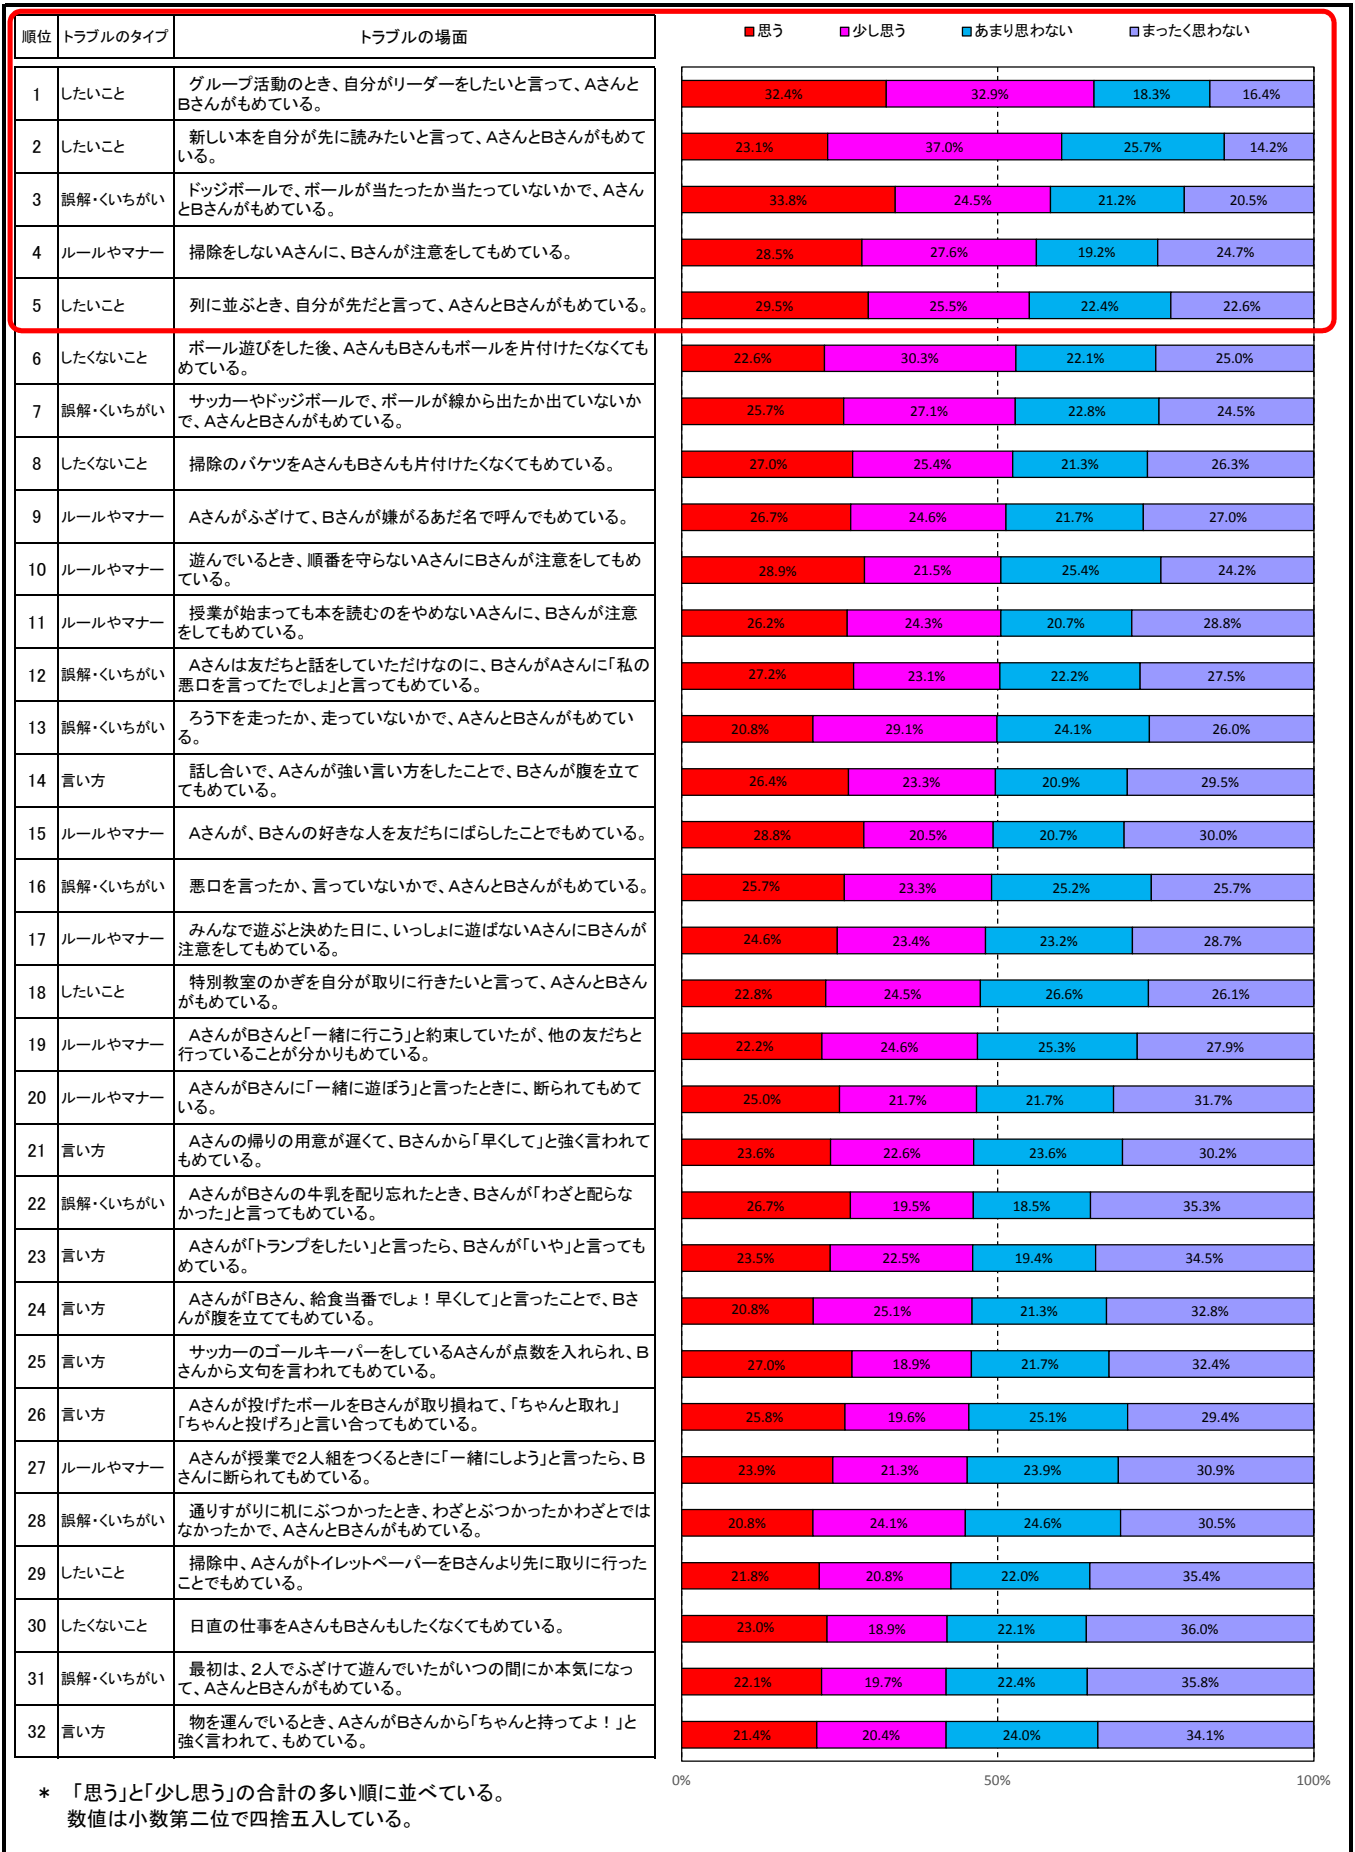 順位 トラブルのタイプ トラブルの場面 ■思う ■少し思う ■あまり思わない ■まったく思わない
1 したいこと グループ活動のとき、自分がリーダーをしたいと言って、Aさんと
Bさんがもめている。
32.4% 32.9% 18.3% 16.4%
2 したいこと 新しい本を自分が先に読みたいと言って、AさんとBさんがもめて
いる。
23.1% 37.0% 25.7% 14.2%
3 誤解・くいちがい ドッジボールで、ボールが当たったか当たっていないかで、Aさん
とBさんがもめている。
33.8% 24.5% 21.2% 20.5%
4 ルールやマナー 掃除をしないAさんに、Bさんが注意をしてもめている。
28.5% 27.6% 19.2% 24.7%
5 したいこと 列に並ぶとき、自分が先だと言って、AさんとBさんがもめている。
29.5% 25.5% 22.4% 22.6%
6 したくないこと ボール遊びをした後、AさんもBさんもボールを片付けたくなくても
めている。
22.6% 30.3% 22.1% 25.0%
7 誤解・くいちがい サッカーやドッジボールで、ボールが線から出たか出ていないか
で、AさんとBさんがもめている。
25.7% 27.1% 22.8% 24.5%
8 したくないこと 掃除のバケツをAさんもBさんも片付けたくなくてもめている。
27.0% 25.4% 21.3% 26.3%
9 ルールやマナー Aさんがふざけて、Bさんが嫌がるあだ名で呼んでもめている。
26.7% 24.6% 21.7% 27.0%
10 ルールやマナー 遊んでいるとき、順番を守らないAさんにBさんが注意をしてもめ
ている。
28.9% 21.5% 25.4% 24.2%
11 ルールやマナー 授業が始まっても本を読むのをやめないAさんに、Bさんが注意
をしてもめている。
26.2% 24.3% 20.7% 28.8%
12 誤解・くいちがい Aさんは友だちと話をしていただけなのに、BさんがAさんに「私の
悪口を言ってたでしょ」と言ってもめている。
27.2% 23.1% 22.2% 27.5%
13 誤解・くいちがい ろう下を走ったか、走っていないかで、AさんとBさんがもめてい
る。
20.8% 29.1% 24.1% 26.0%
14 言い方 話し合いで、Aさんが強い言い方をしたことで、Bさんが腹を立て
てもめている。
26.4% 23.3% 20.9% 29.5%
15 ルールやマナー Aさんが、Bさんの好きな人を友だちにばらしたことでもめている。
28.8% 20.5% 20.7% 30.0%
16 誤解・くいちがい 悪口を言ったか、言っていないかで、AさんとBさんがもめている。
25.7% 23.3% 25.2% 25.7%
17 ルールやマナー みんなで遊ぶと決めた日に、いっしょに遊ばないAさんにBさんが
注意をしてもめている。
24.6% 23.4% 23.2% 28.7%
18 したいこと 特別教室のかぎを自分が取りに行きたいと言って、AさんとBさん
がもめている。
22.8% 24.5% 26.6% 26.1%
19 ルールやマナー AさんがBさんと「一緒に行こう」と約束していたが、他の友だちと
行っていることが分かりもめている。
22.2% 24.6% 25.3% 27.9%
20 ルールやマナー AさんがBさんに「一緒に遊ぼう」と言ったときに、断られてもめて
いる。
25.0% 21.7% 21.7% 31.7%
21 言い方 Aさんの帰りの用意が遅くて、Bさんから「早くして」と強く言われて
もめている。
23.6% 22.6% 23.6% 30.2%
22 誤解・くいちがい AさんがBさんの牛乳を配り忘れたとき、Bさんが「わざと配らな
かった」と言ってもめている。
26.7% 19.5% 18.5% 35.3%
23 言い方 Aさんが「トランプをしたい」と言ったら、Bさんが「いや」と言っても
めている。
23.5% 22.5% 19.4% 34.5%
24 言い方 Aさんが「Bさん、給食当番でしょ！早くして」と言ったことで、Bさ
んが腹を立ててもめている。
20.8% 25.1% 21.3% 32.8%
25 言い方 サッカーのゴールキーパーをしているAさんが点数を入れられ、B
さんから文句を言われてもめている。
27.0% 18.9% 21.7% 32.4%
26 言い方 Aさんが投げたボールをBさんが取り損ねて、「ちゃんと取れ」
「ちゃんと投げろ」と言い合ってもめている。
25.8% 19.6% 25.1% 29.4%
27 ルールやマナー Aさんが授業で2人組をつくるときに「一緒にしよう」と言ったら、B
さんに断られてもめている。
23.9% 21.3% 23.9% 30.9%
28 誤解・くいちがい 通りすがりに机にぶつかったとき、わざとぶつかったかわざとでは
なかったかで、AさんとBさんがもめている。
20.8% 24.1% 24.6% 30.5%
29 したいこと 掃除中、AさんがトイレットペーパーをBさんより先に取りに行った
ことでもめている。
21.8% 20.8% 22.0% 35.4%
30 したくないこと 日直の仕事をAさんもBさんもしたくなくてもめている。
23.0% 18.9% 22.1% 36.0%
31 誤解・くいちがい 最初は、2人でふざけて遊んでいたがいつの間にか本気になっ
て、AさんとBさんがもめている。
22.1% 19.7% 22.4% 35.8%
32 言い方 物を運んでいるとき、AさんがBさんから「ちゃんと持ってよ！」と
強く言われて、もめている。
21.4% 20.4% 24.0% 34.1%
0% 50% 100%
* 「思う」と「少し思う」の合計の多い順に並べている。
数値は小数第二位で四捨五入している。